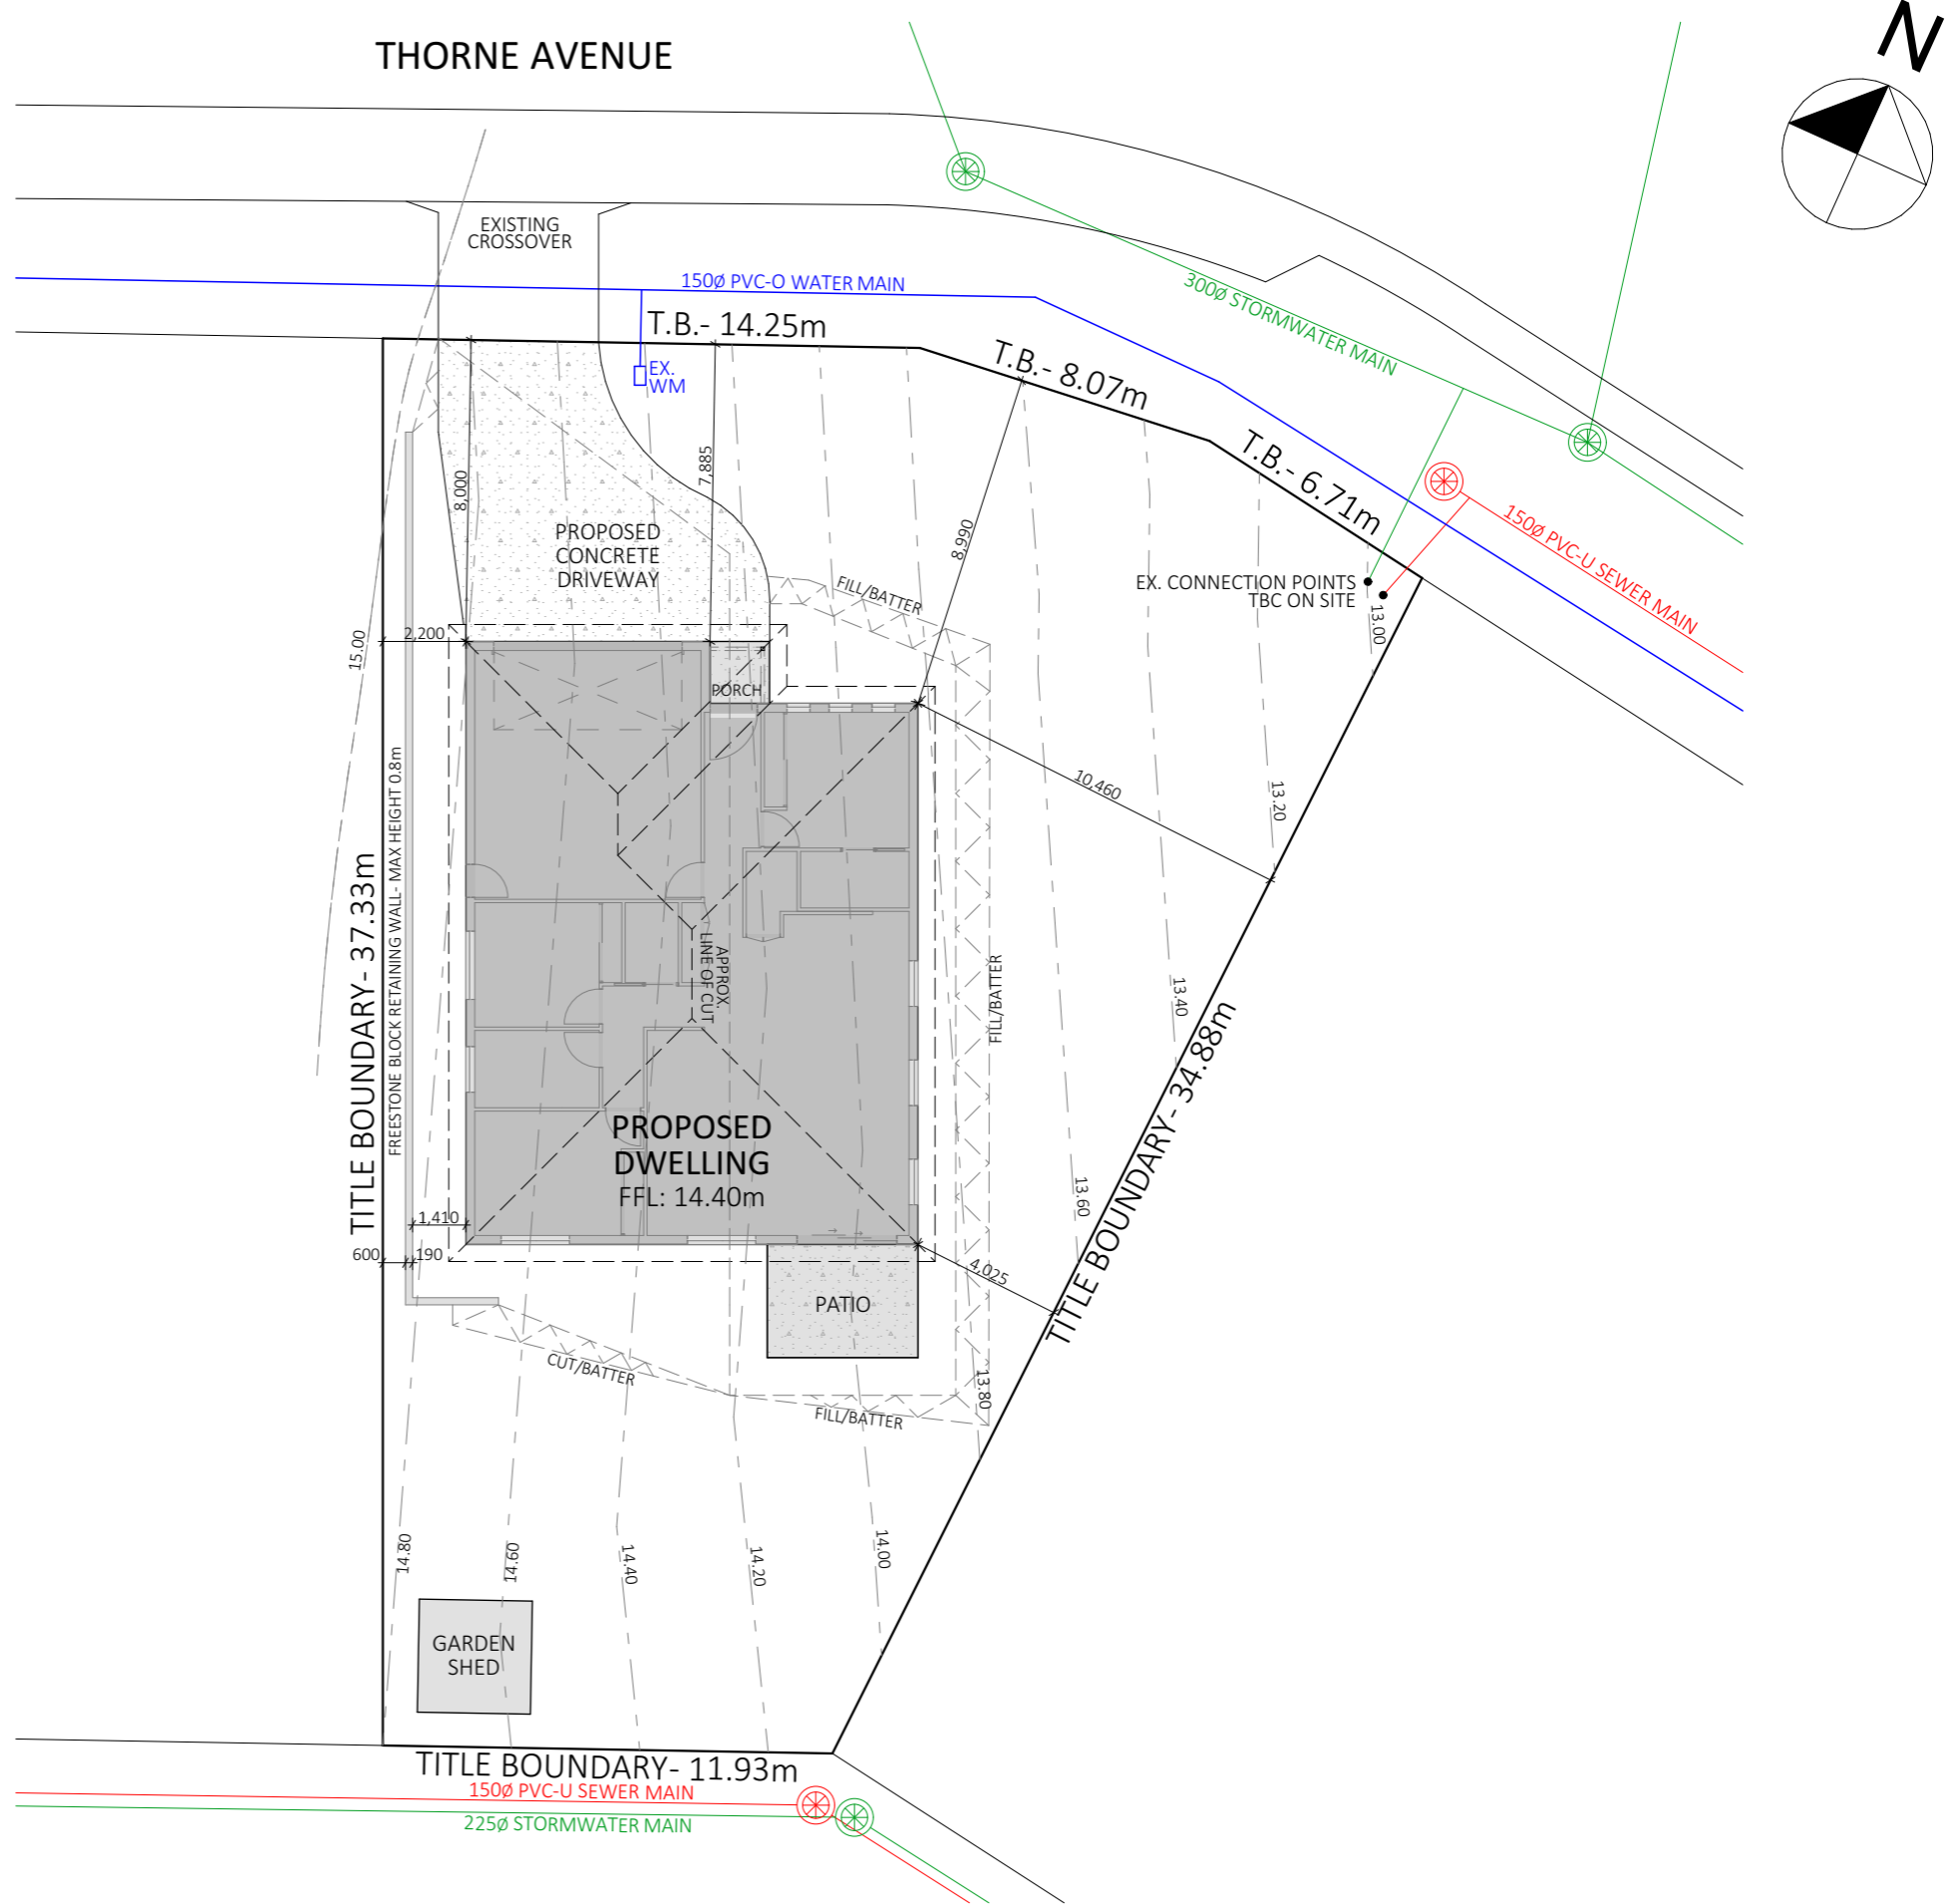 N
THORNE AVENUE
EXISTING
CROSSOVER
150Ø PVC-O WATER MAIN
300Ø STORMWATER MAIN
T.B.- 14.25m
T.B.- 8.07m
T.B.- 6.71m
EX.
WM
150Ø PVC-U SEWER MAIN
8,000
7,885
8,990
PROPOSED
CONCRETE
DRIVEWAY
FILL/BATTER
EX. CONNECTION POINTS
TBC ON SITE
13.00
2,200
15.00
PORCH
10,460
13.20
FREESTONE BLOCK RETAINING WALL- MAX HEIGHT 0.8m
TITLE BOUNDARY- 37.33m
APPROX.
LINE OF CUT
FILL/BATTER
13.40
TITLE BOUNDARY- 34.88m
PROPOSED
DWELLING
FFL: 14.40m
13.60
1,410
600
190
4,025
PATIO
CUT/BATTER
13.80
FILL/BATTER
14.80
14.60
14.40
14.20
14.00
GARDEN
SHED
TITLE BOUNDARY- 11.93m
150Ø PVC-U SEWER MAIN
225Ø STORMWATER MAIN